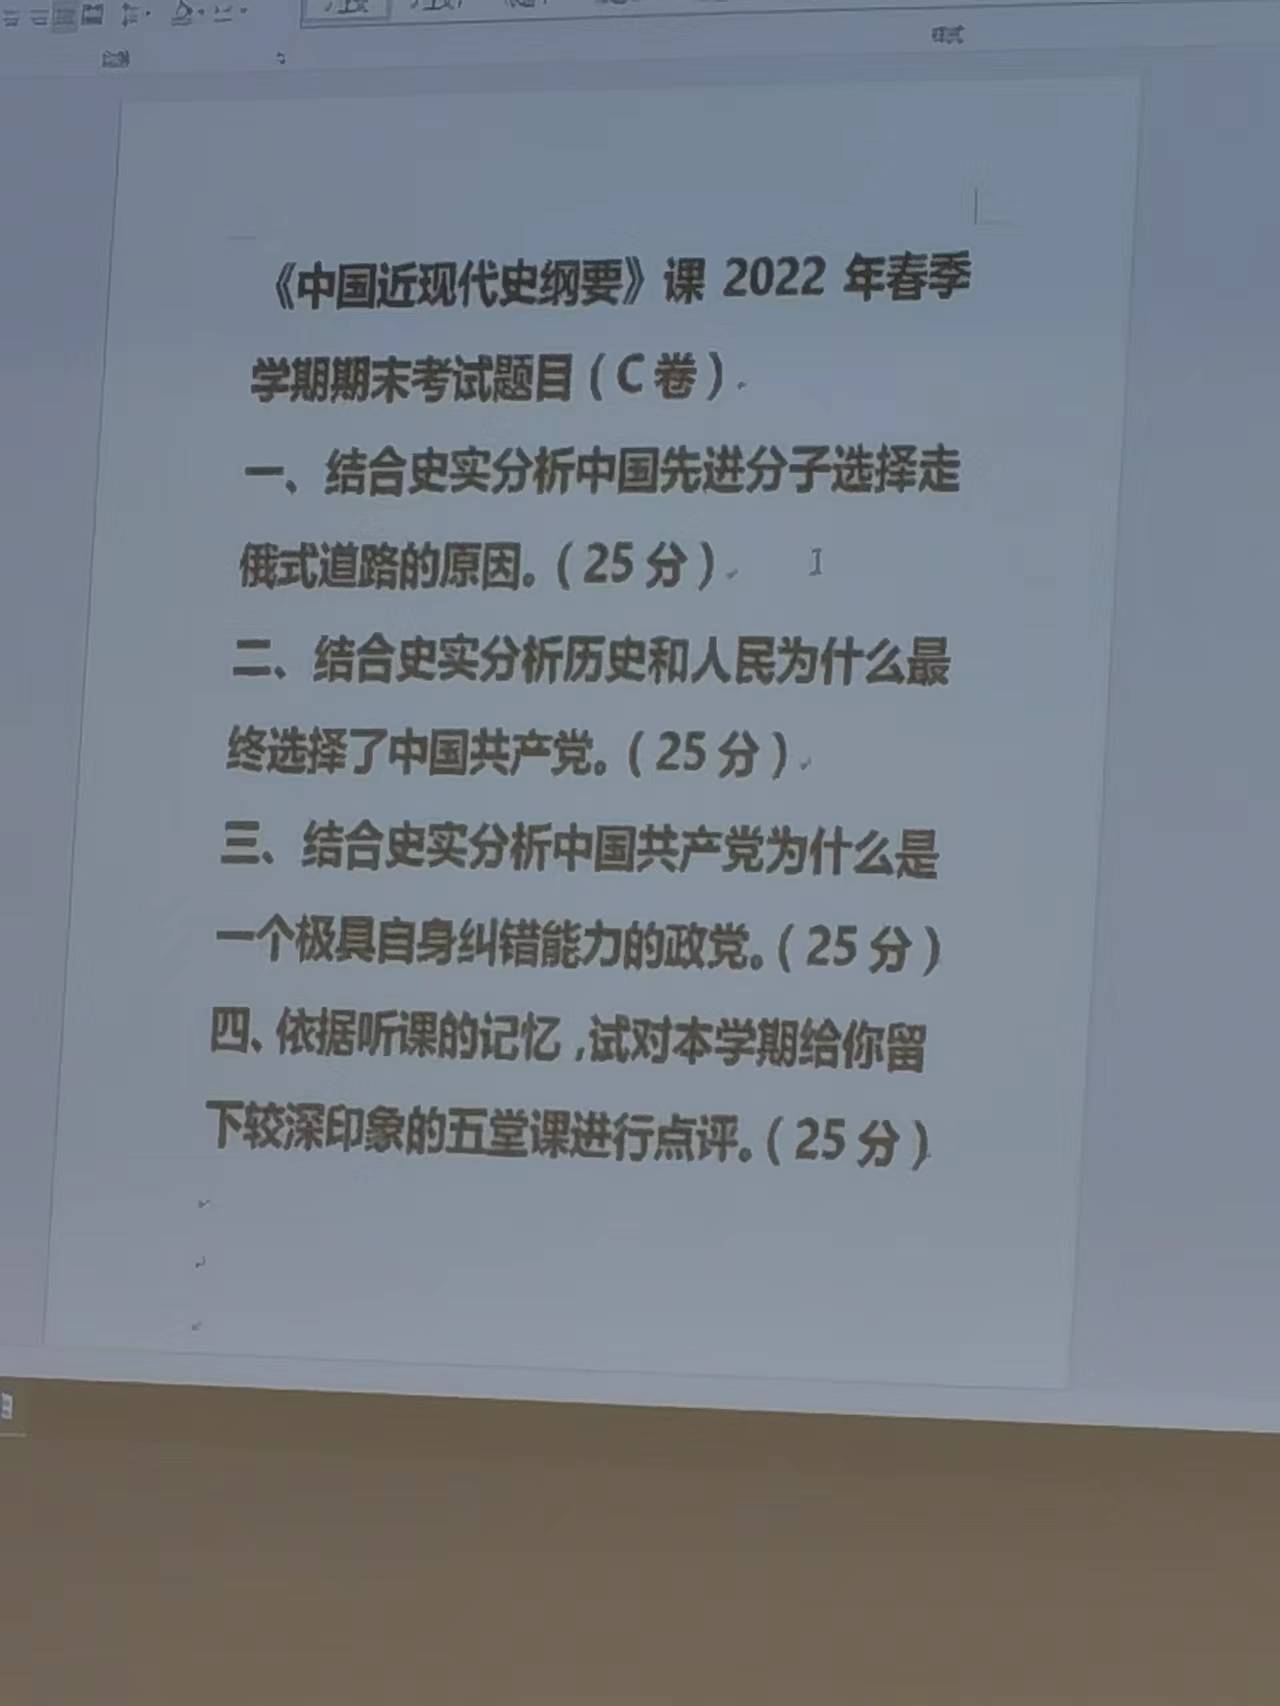 《中国近现代史纲要》课 2022 年春季
学期期末考试题目（C 卷）
一、结合史实分析中国先进分子选择走
俄式道路的原因。（25 分）
二、结合史实分析历史和人民为什么最
终选择了中国共产党。（25 分）
三、结合史实分析中国共产党为什么是
一个极具自身纠错能力的政党。（25 分）
四、依据听课的记忆，试对本学期给你留
下较深印象的五堂课进行点评。（25 分）